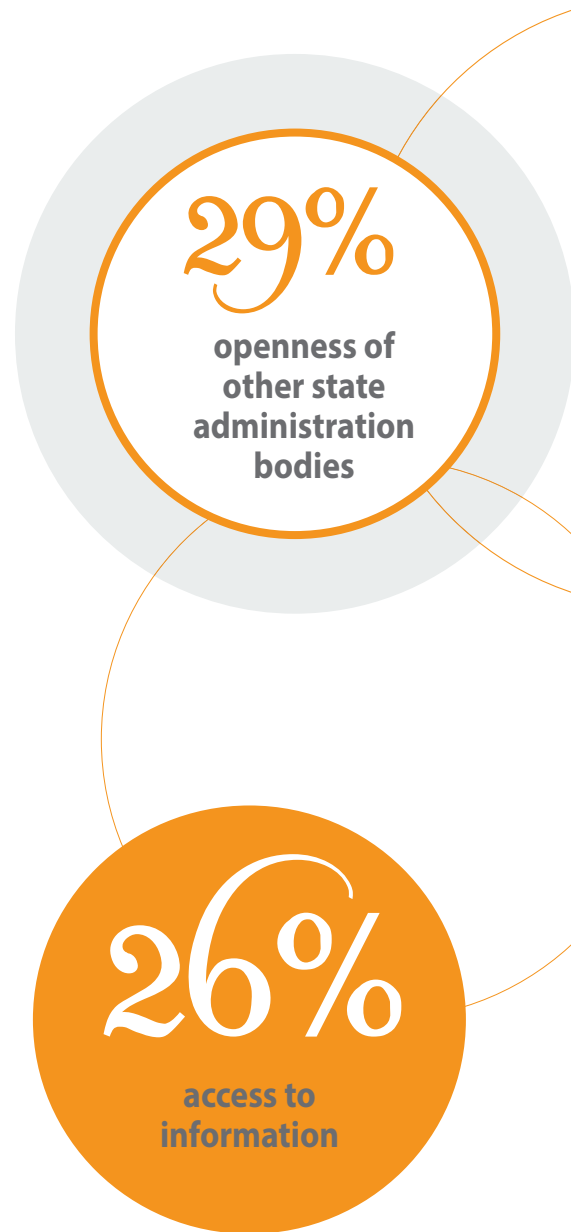 29%
openness of
other state
administration
bodies
26%
access to
information